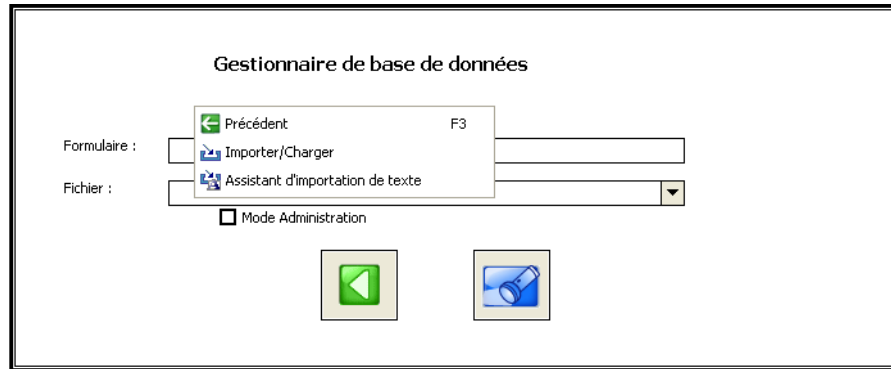 Gestionnaire de base de données
Précédent F3
Formulaire :
Importer/Charger
Assistant d'importation de texte
Fichier :
Mode Administration